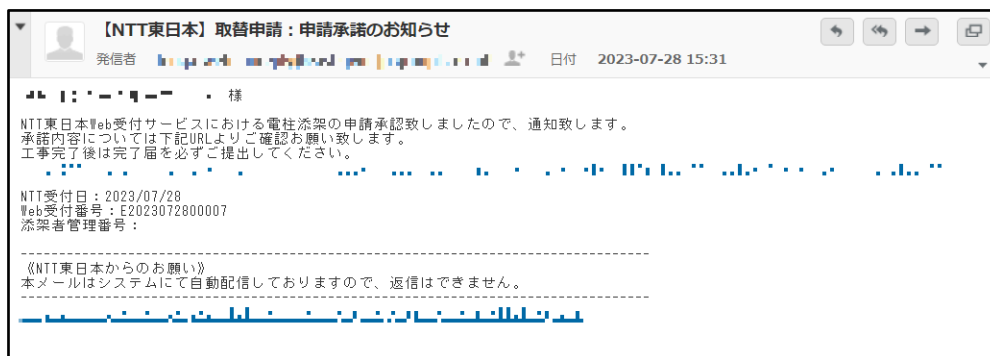 【NTT東日本】取替申請：申請承諾のお知らせ
発信者
日付 2023-07-28 15:31
様
NTT東日本Web受付サービスにおける電柱添架の申請承認致しましたので、通知致します。
承諾内容については下記URLよりご確認お願い致します。
工事完了後は完了届を必ずご提出してください。
NTT受付日：2023/07/28
Web受付番号：E2023072800007
添架者管理番号：
--------------------------------------------------------------------------------
《NTT東日本からのお願い》
本メールはシステムにて自動配信しておりますので、返信はできません。
--------------------------------------------------------------------------------